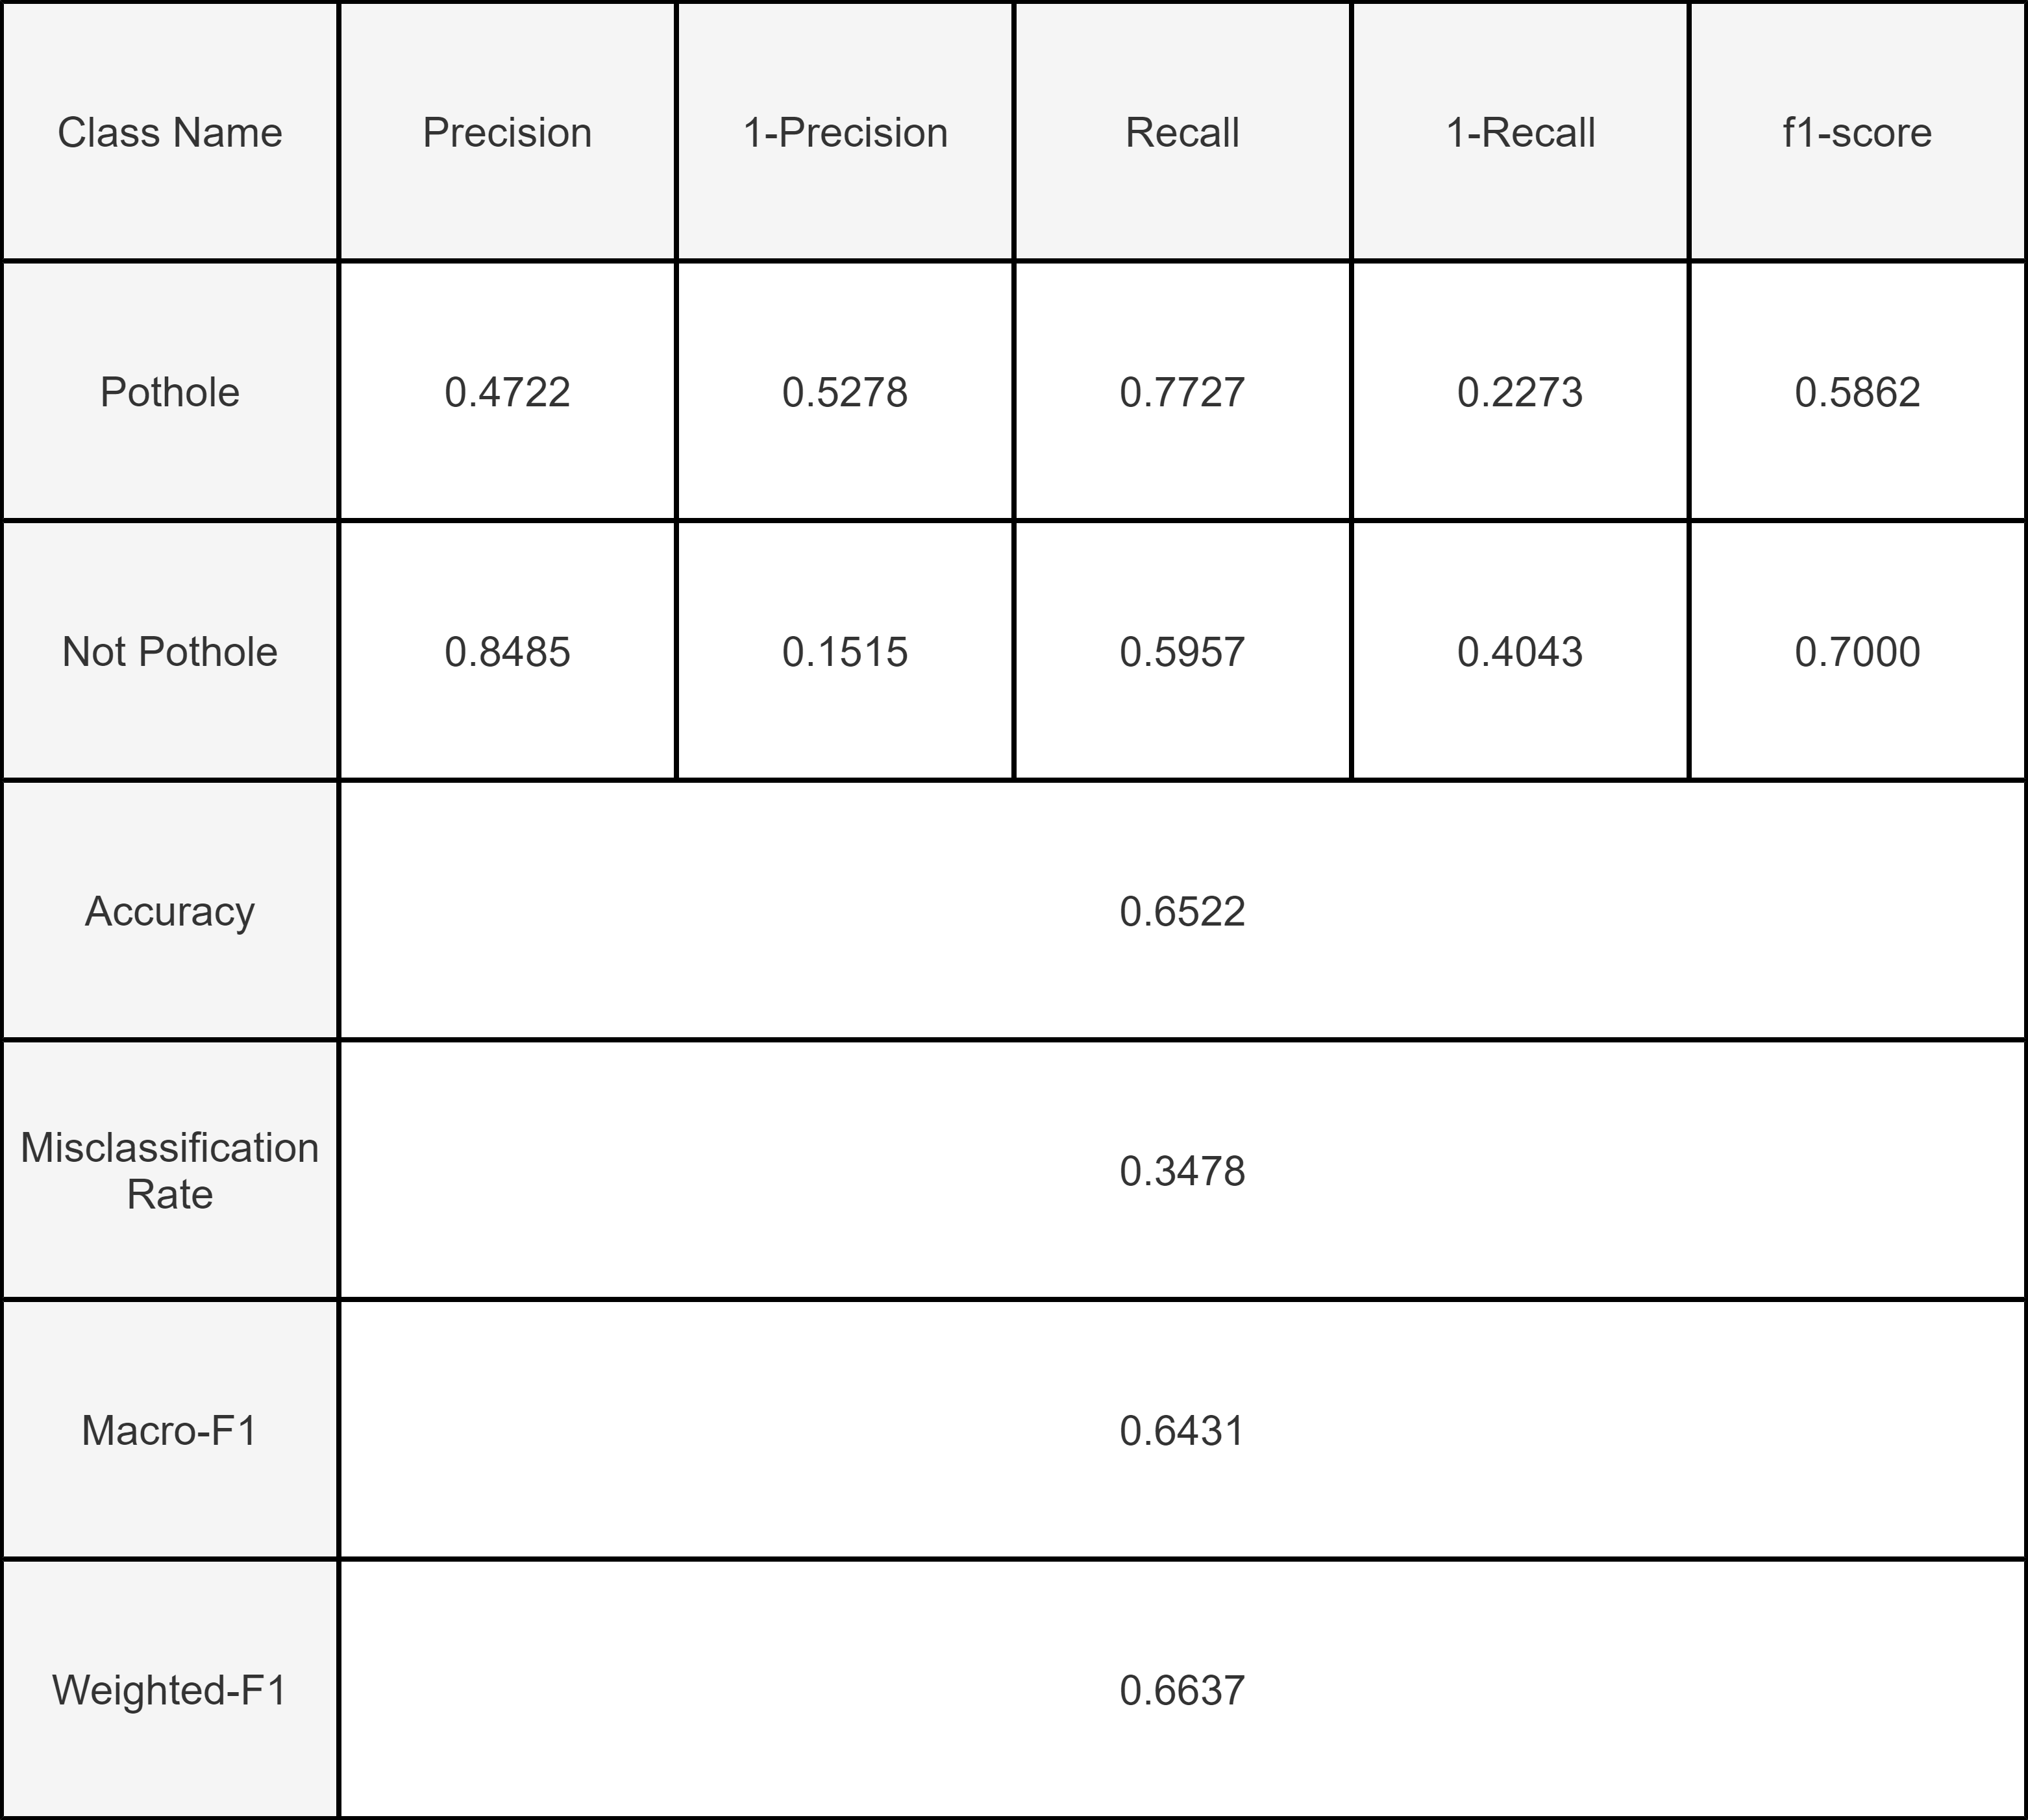 Class Name Precision 1-Precision Recall 1-Recall f1-score
Pothole 0.4722 0.5278 0.7727 0.2273 0.5862
Not Pothole 0.8485 0.1515 0.5957 0.4043 0.7000
Accuracy 0.6522
Misclassification
Rate 0.3478
Macro-F1 0.6431
Weighted-F1 0.6637